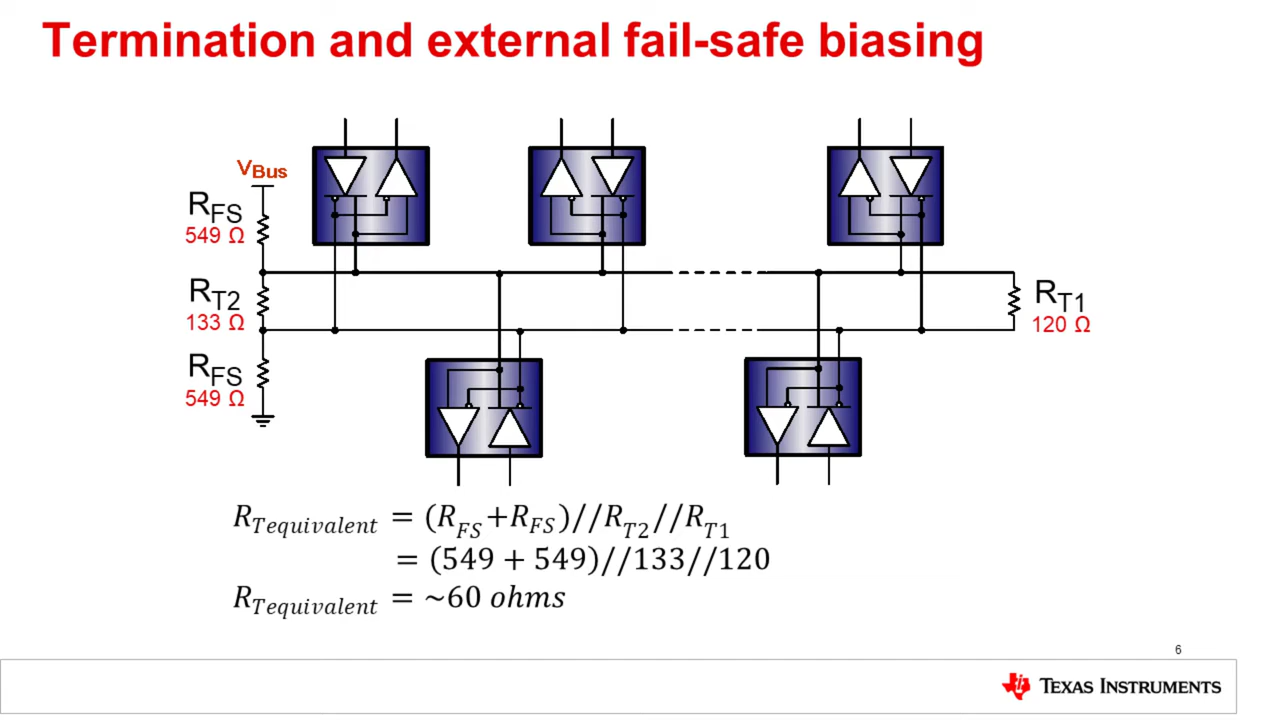 Termination and external fail-safe biasing
VBus
RFS
549 Ω
RT2
133 Ω
RFS
549 Ω
RT1
120 Ω
RTequivalent = (RFS+RFS)//RT2//RT1
= (549 + 549)//133//120
RTequivalent = ~60 ohms
6
TEXAS INSTRUMENTS